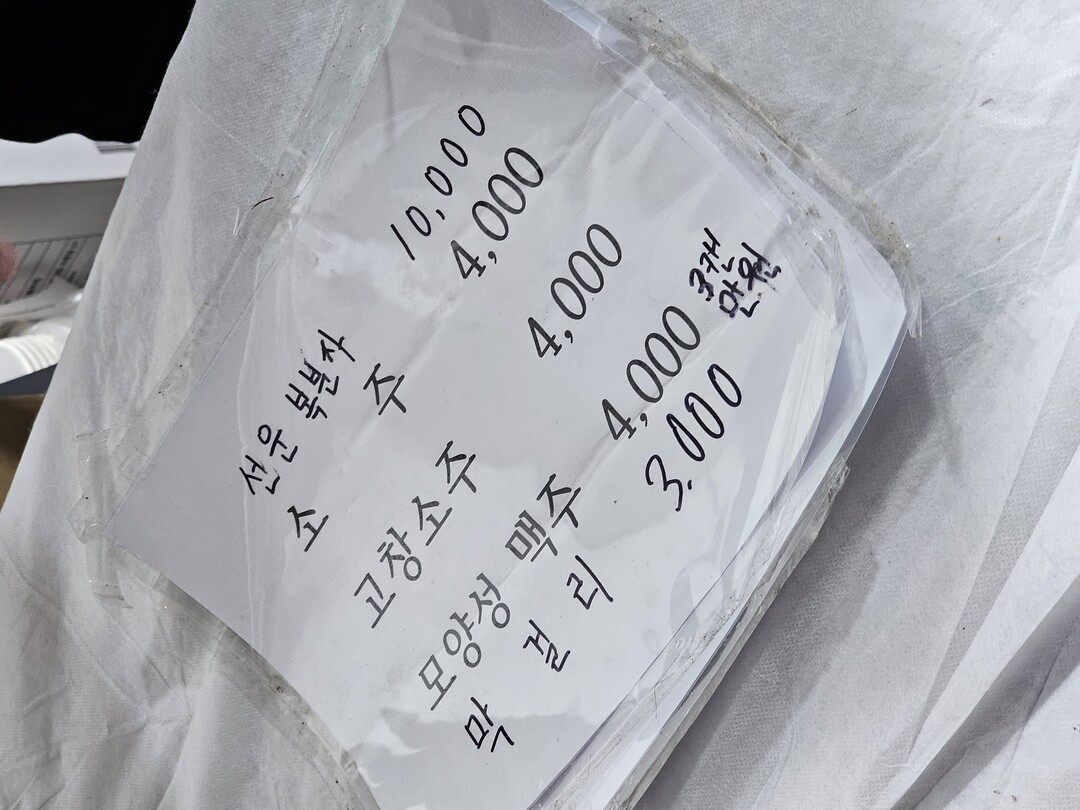 선운 복분자 10,000
소 주 4,000
고창소주 4,000
모양성 맥주 4,000 3캔 만원
막 걸 리 3.000